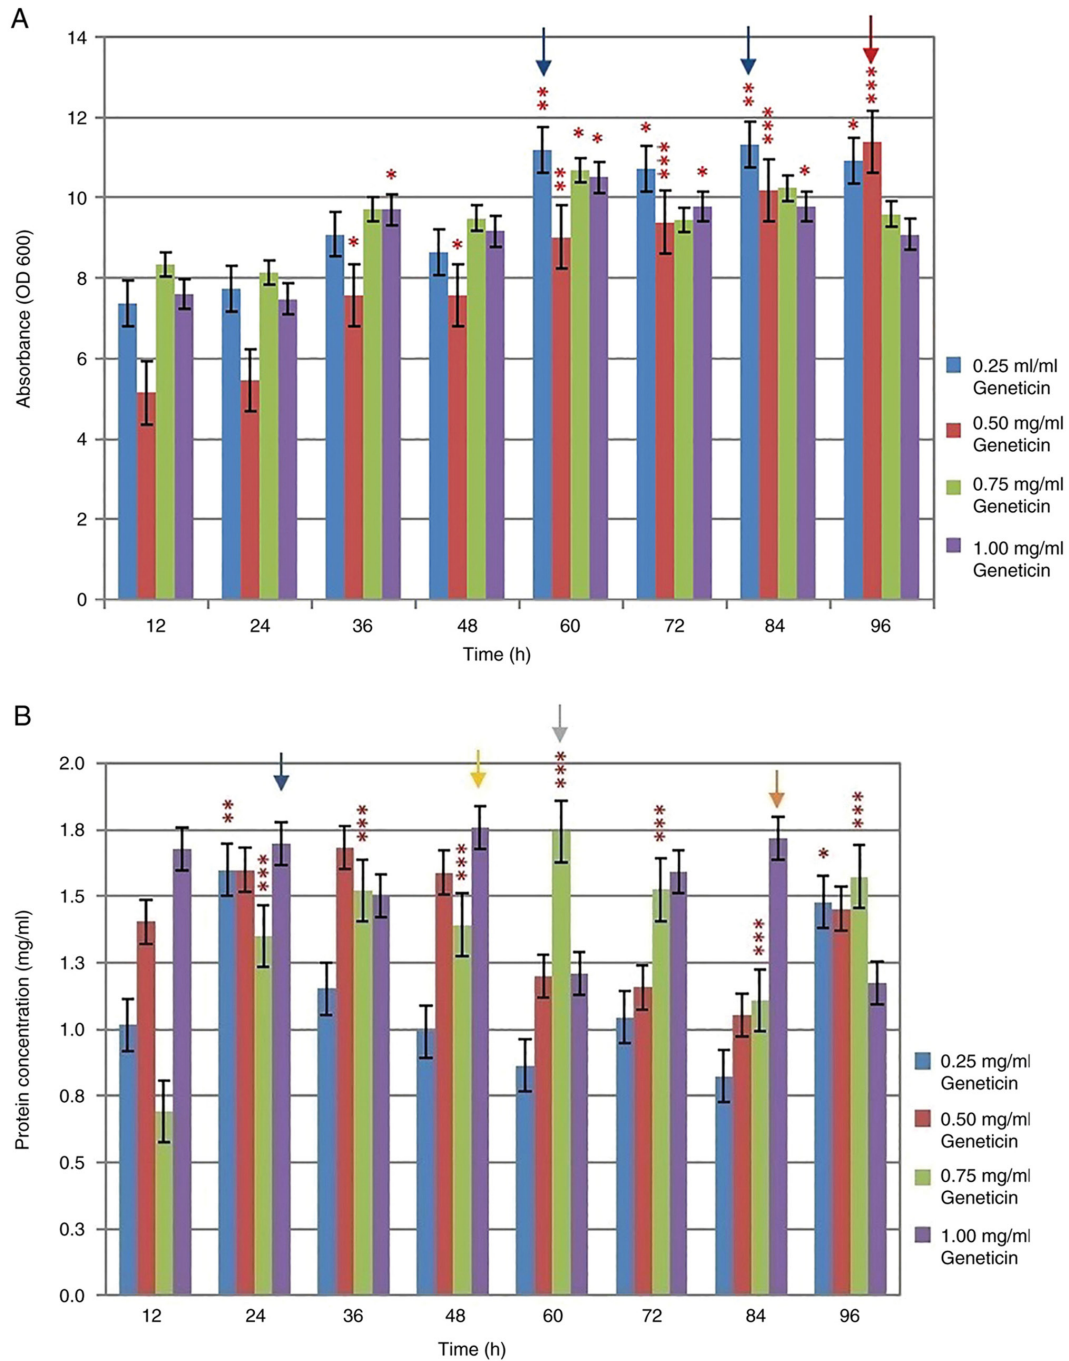 A
14
12
10
8
6
4
2
0
Absorbance (OD 600)
** ** * * * *** * ** *** * * ***
* * * *
12 24 36 48 60 72 84 96
Time (h)
0.25 ml/ml
Geneticin
0.50 mg/ml
Geneticin
0.75 mg/ml
Geneticin
1.00 mg/ml
Geneticin
B
2.0
1.8
1.5
1.3
1.0
0.8
0.5
0.3
0.0
Protein concentration (mg/ml)
** *** *** *** *** *** *** * ***
12 24 36 48 60 72 84 96
Time (h)
0.25 mg/ml
Geneticin
0.50 mg/ml
Geneticin
0.75 mg/ml
Geneticin
1.00 mg/ml
Geneticin